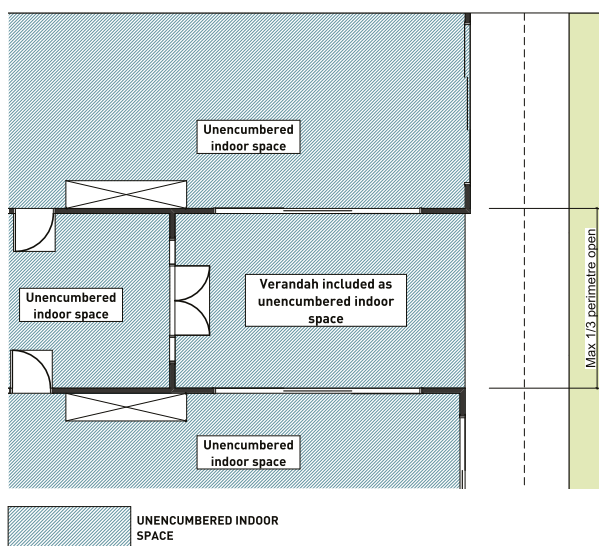 Unencumbered
indoor space
Unencumbered
indoor space
Verandah included as
unencumbered indoor
space
Max 1/3 perimetre open
Unencumbered
indoor space
UNENCUMBERED INDOOR
SPACE